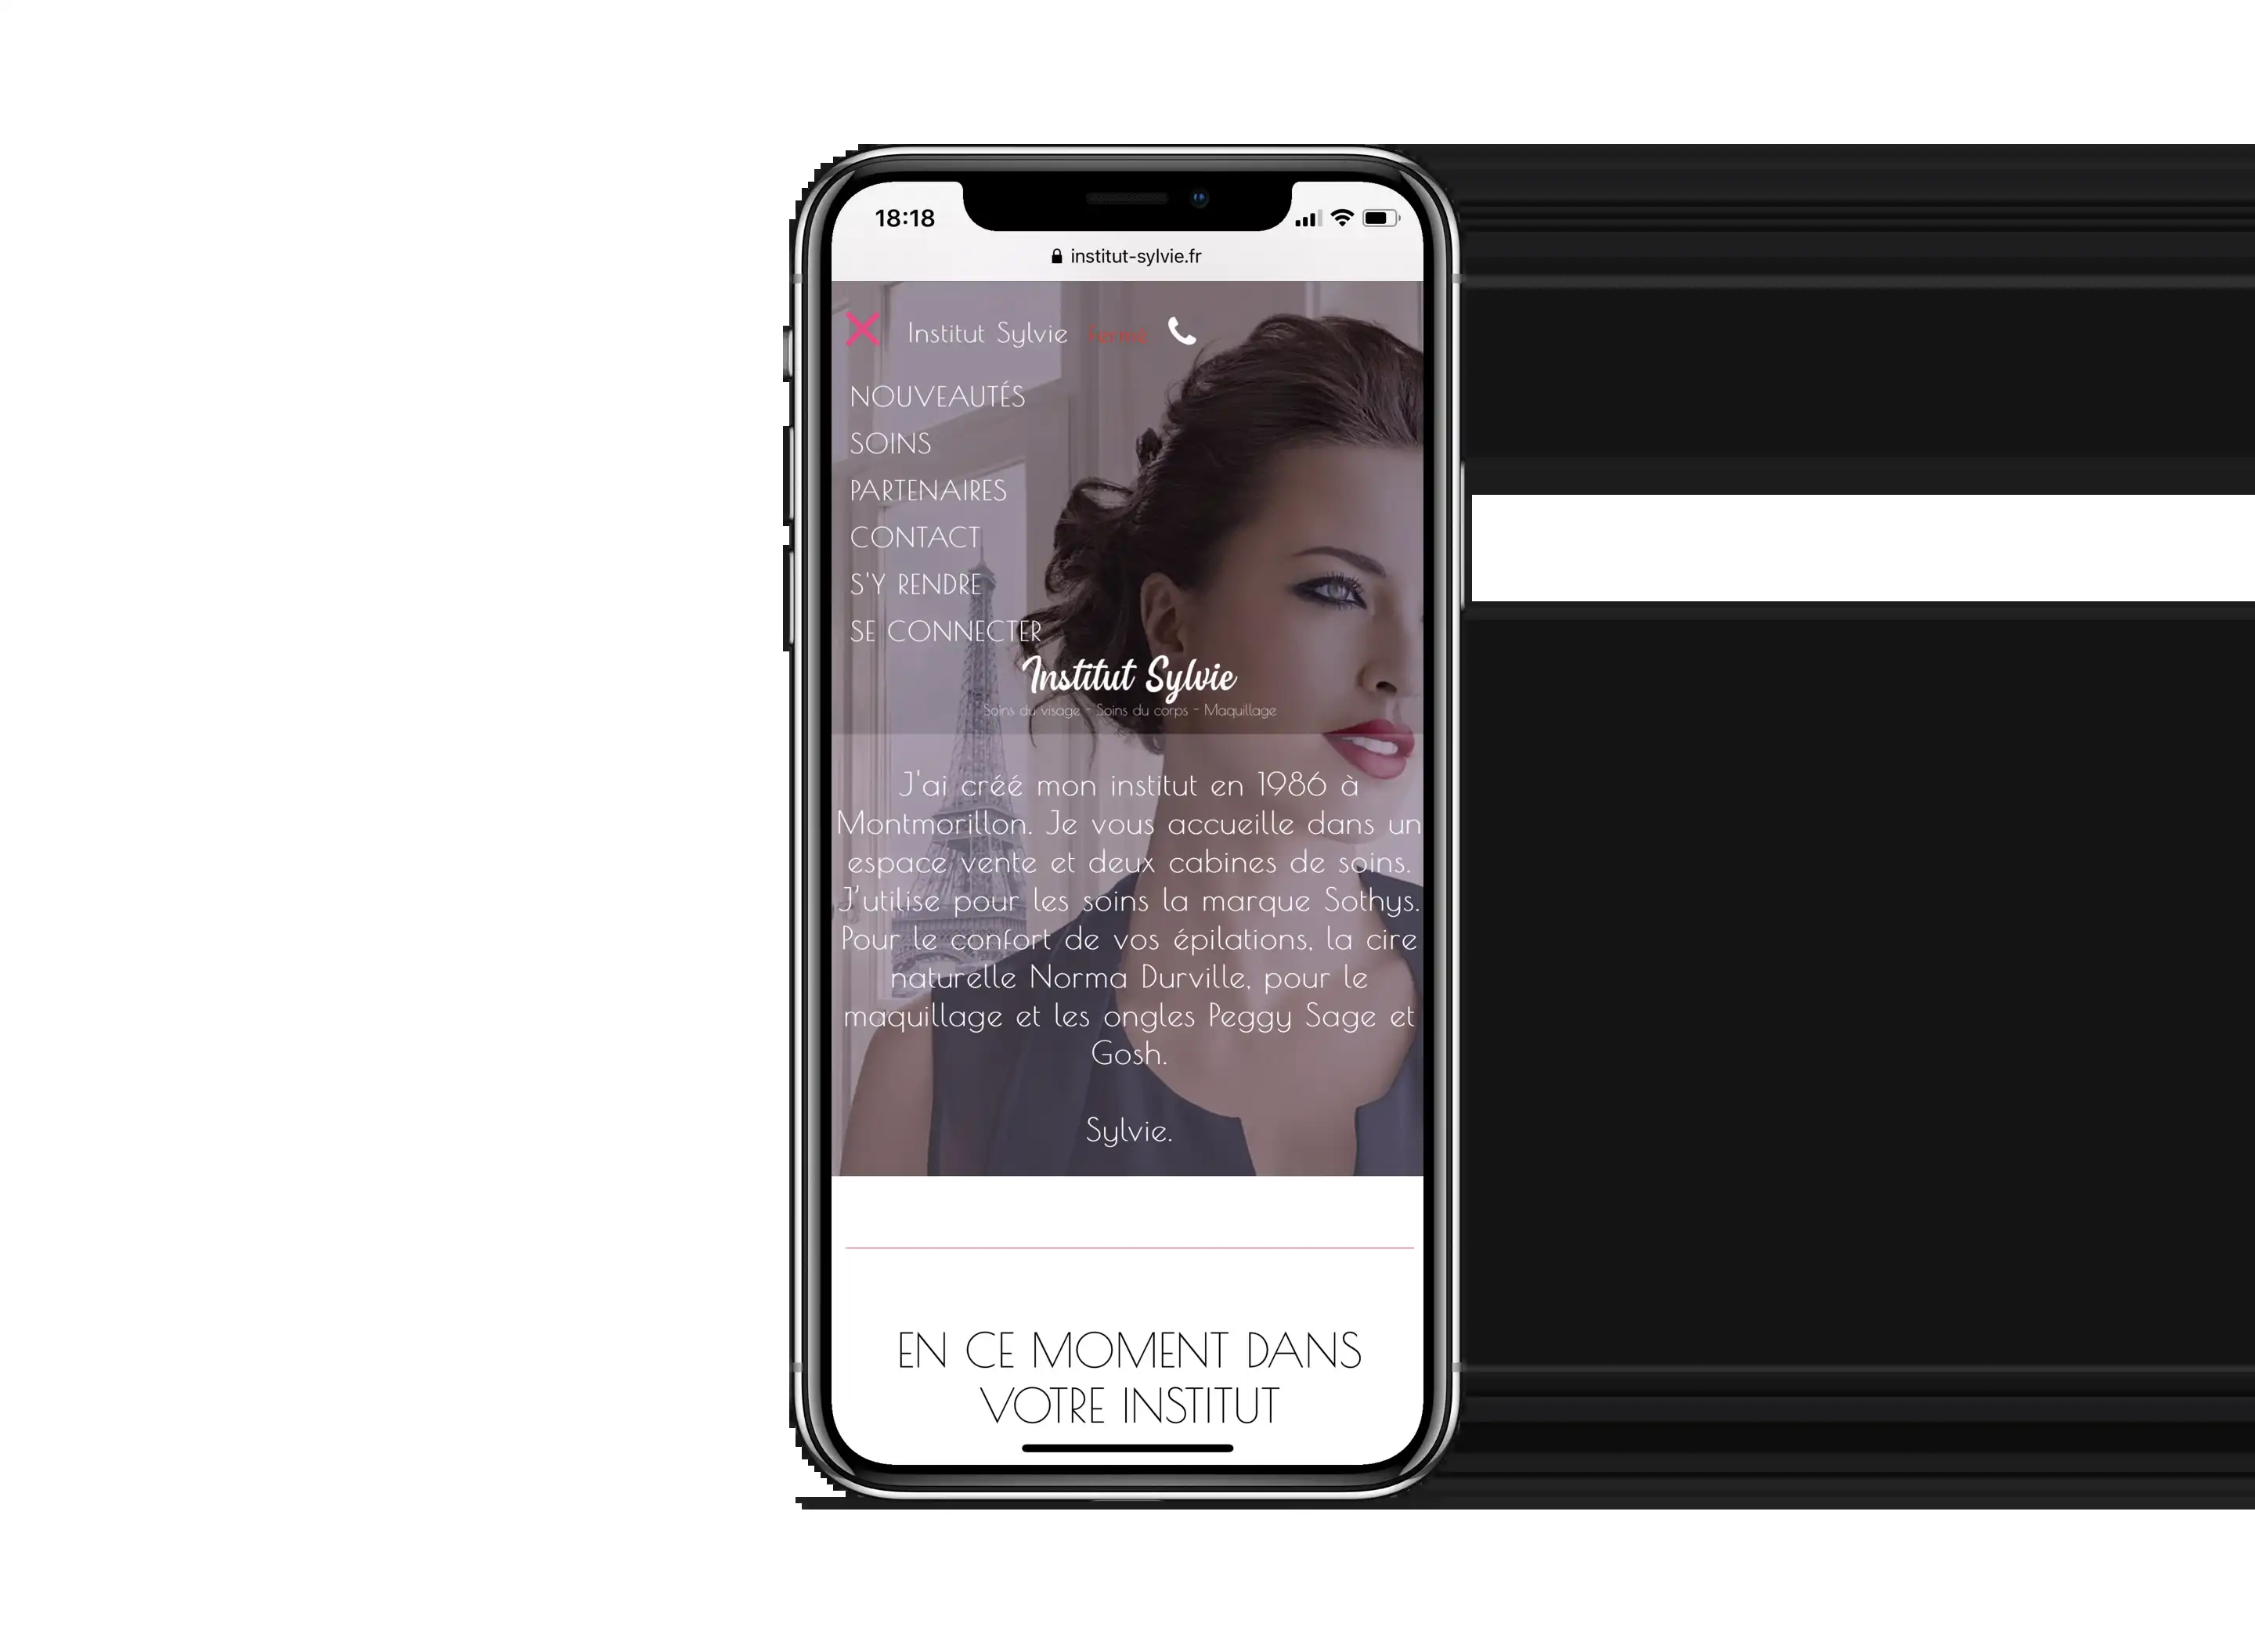 18:18
institut-sylvie.fr
Institut Sylvie Fermé
NOUVEAUTÉS
SOINS
PARTENAIRES
CONTACT
S'Y RENDRE
SE CONNECTER
Institut Sylvie
Soins du visage - Soins du corps - Maquillage
J'ai créé mon institut en 1986 à
Montmorillon. Je vous accueille dans un
espace vente et deux cabines de soins.
J'utilise pour les soins la marque Sothys.
Pour le confort de vos épilations, la cire
naturelle Norma Durville, pour le
maquillage et les ongles Peggy Sage et
Gosh.
Sylvie.
EN CE MOMENT DANS
VOTRE INSTITUT